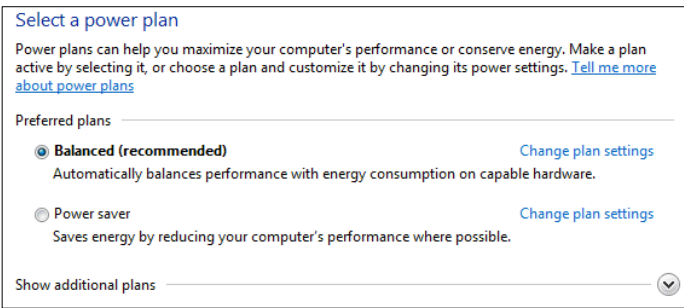 Select a power plan
Power plans can help you maximize your computer's performance or conserve energy. Make a plan
active by selecting it, or choose a plan and customize it by changing its power settings. Tell me more
about power plans
Preferred plans
Balanced (recommended) Change plan settings
Automatically balances performance with energy consumption on capable hardware.
Power saver Change plan settings
Saves energy by reducing your computer's performance where possible.
Show additional plans